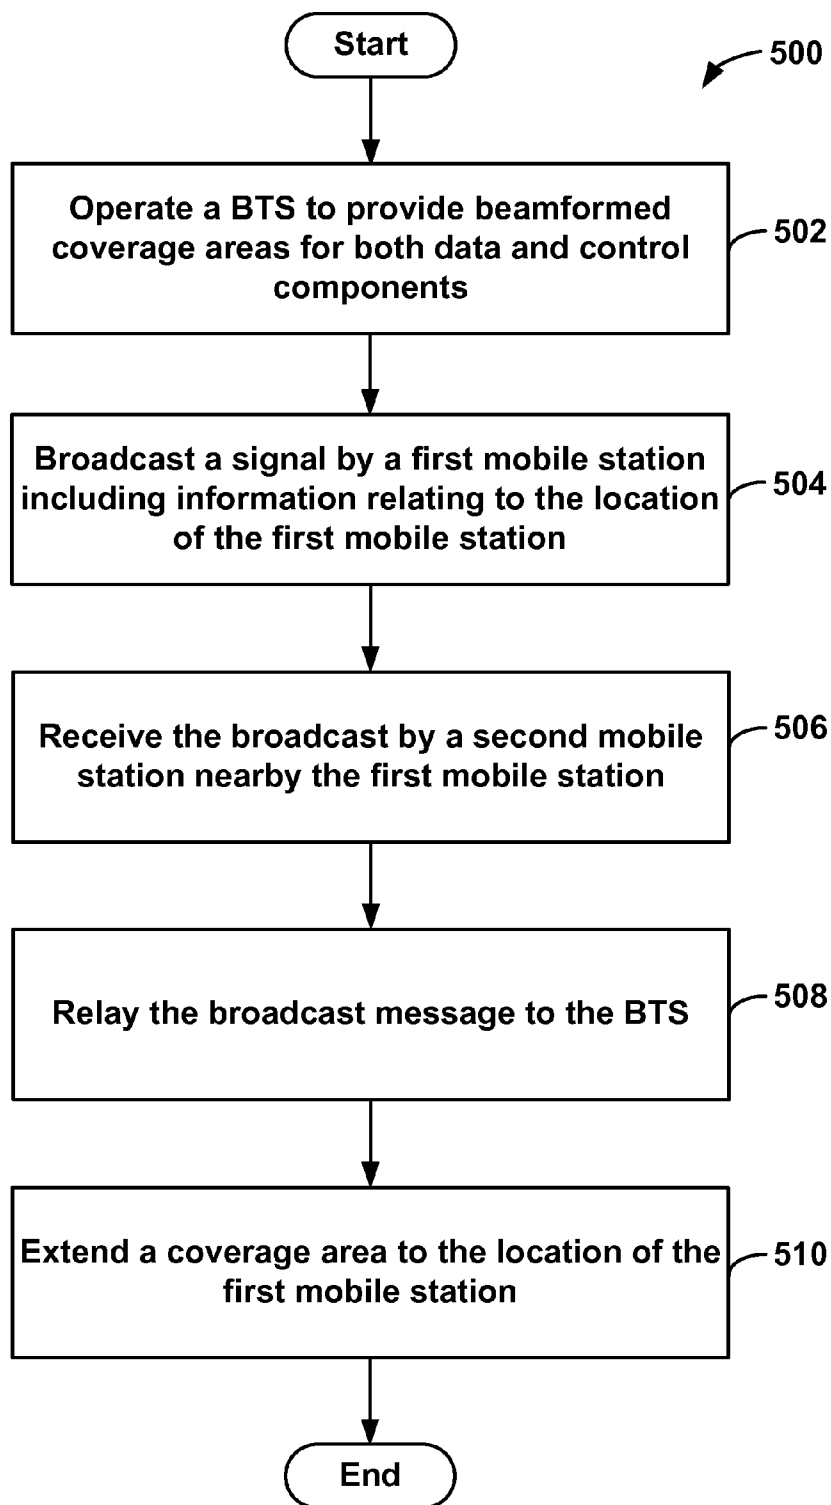 Start
500
Operate a BTS to provide beamformed
coverage areas for both data and control
components
502
Broadcast a signal by a first mobile station
including information relating to the location
of the first mobile station
504
Receive the broadcast by a second mobile
station nearby the first mobile station
506
Relay the broadcast message to the BTS
508
Extend a coverage area to the location of the
first mobile station
510
End